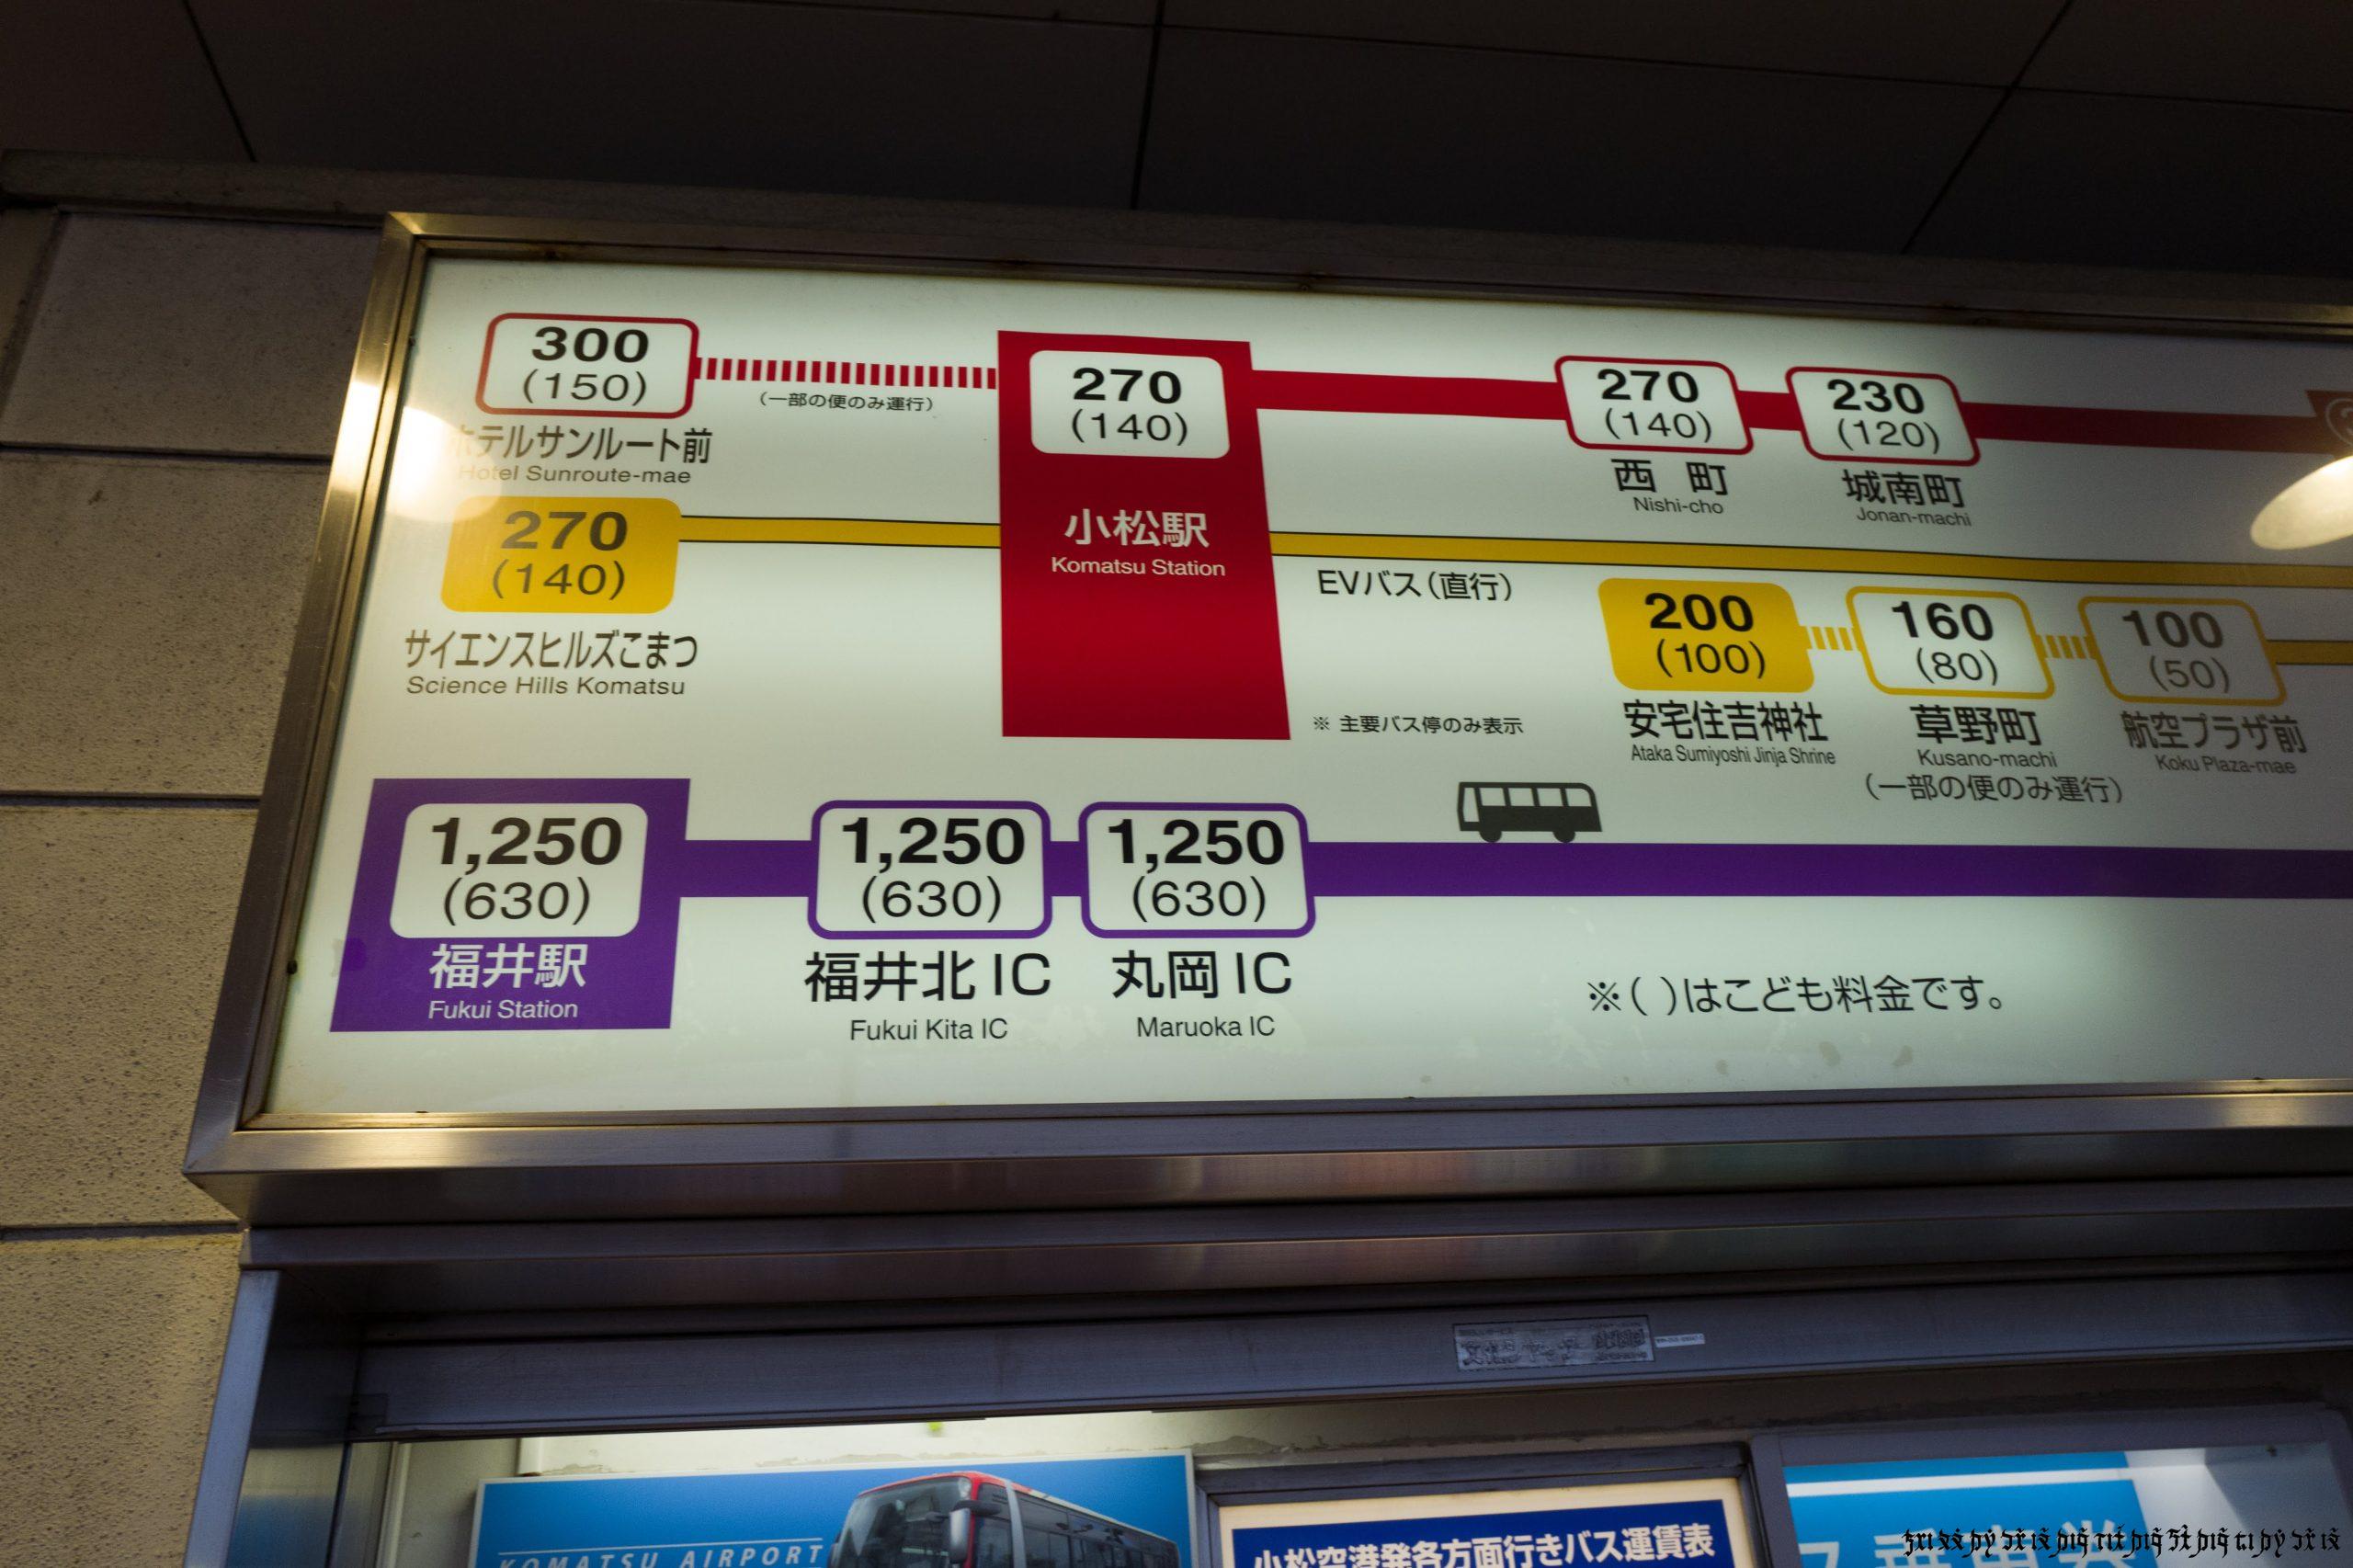 300
(150)
(一部の便のみ運行)
ホテルサンルート前
Hotel Sunroute-mae
270
(140)
小松駅
Komatsu Station
270
(140)
西 町
Nishi-cho
230
(120)
城南町
Jonan-machi
270
(140)
サイエンスヒルズこまつ
Science Hills Komatsu
EVバス(直行)
※ 主要バス停のみ表示
200
(100)
安宅住吉神社
Ataka Sumiyoshi Jinja Shrine
160
(80)
草野町
Kusano-machi
(一部の便のみ運行)
100
(50)
航空プラザ前
Koku Plaza-mae
1,250
(630)
福井駅
Fukui Station
1,250
(630)
福井北 IC
Fukui Kita IC
1,250
(630)
丸岡 IC
Maruoka IC
※( )はこども料金です。
KOMATSU AIRPORT
小松空港発各方面行きバス運賃表